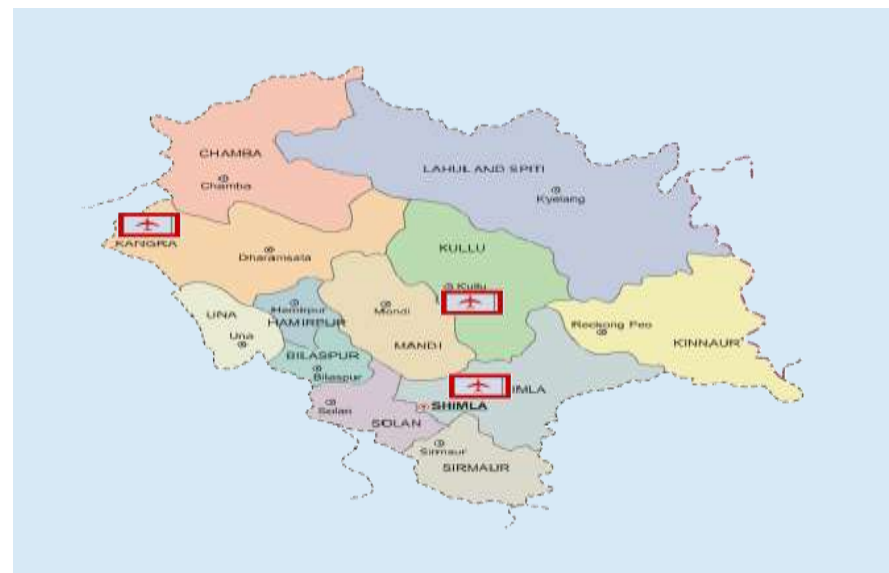 CHAMBA
Chamba
LAHUL AND SPITI
Kyelang
KANGRA
Dharamsala
KULLU
Kullu
UNA
Una
Hamirpur
HAMIRPUR
Mandi
MANDI
BILASPUR
Bilaspur
Reckong Peo
KINNAUR
IMLA
SHIMLA
Solan
SOLAN
Sirmaur
SIRMAUR